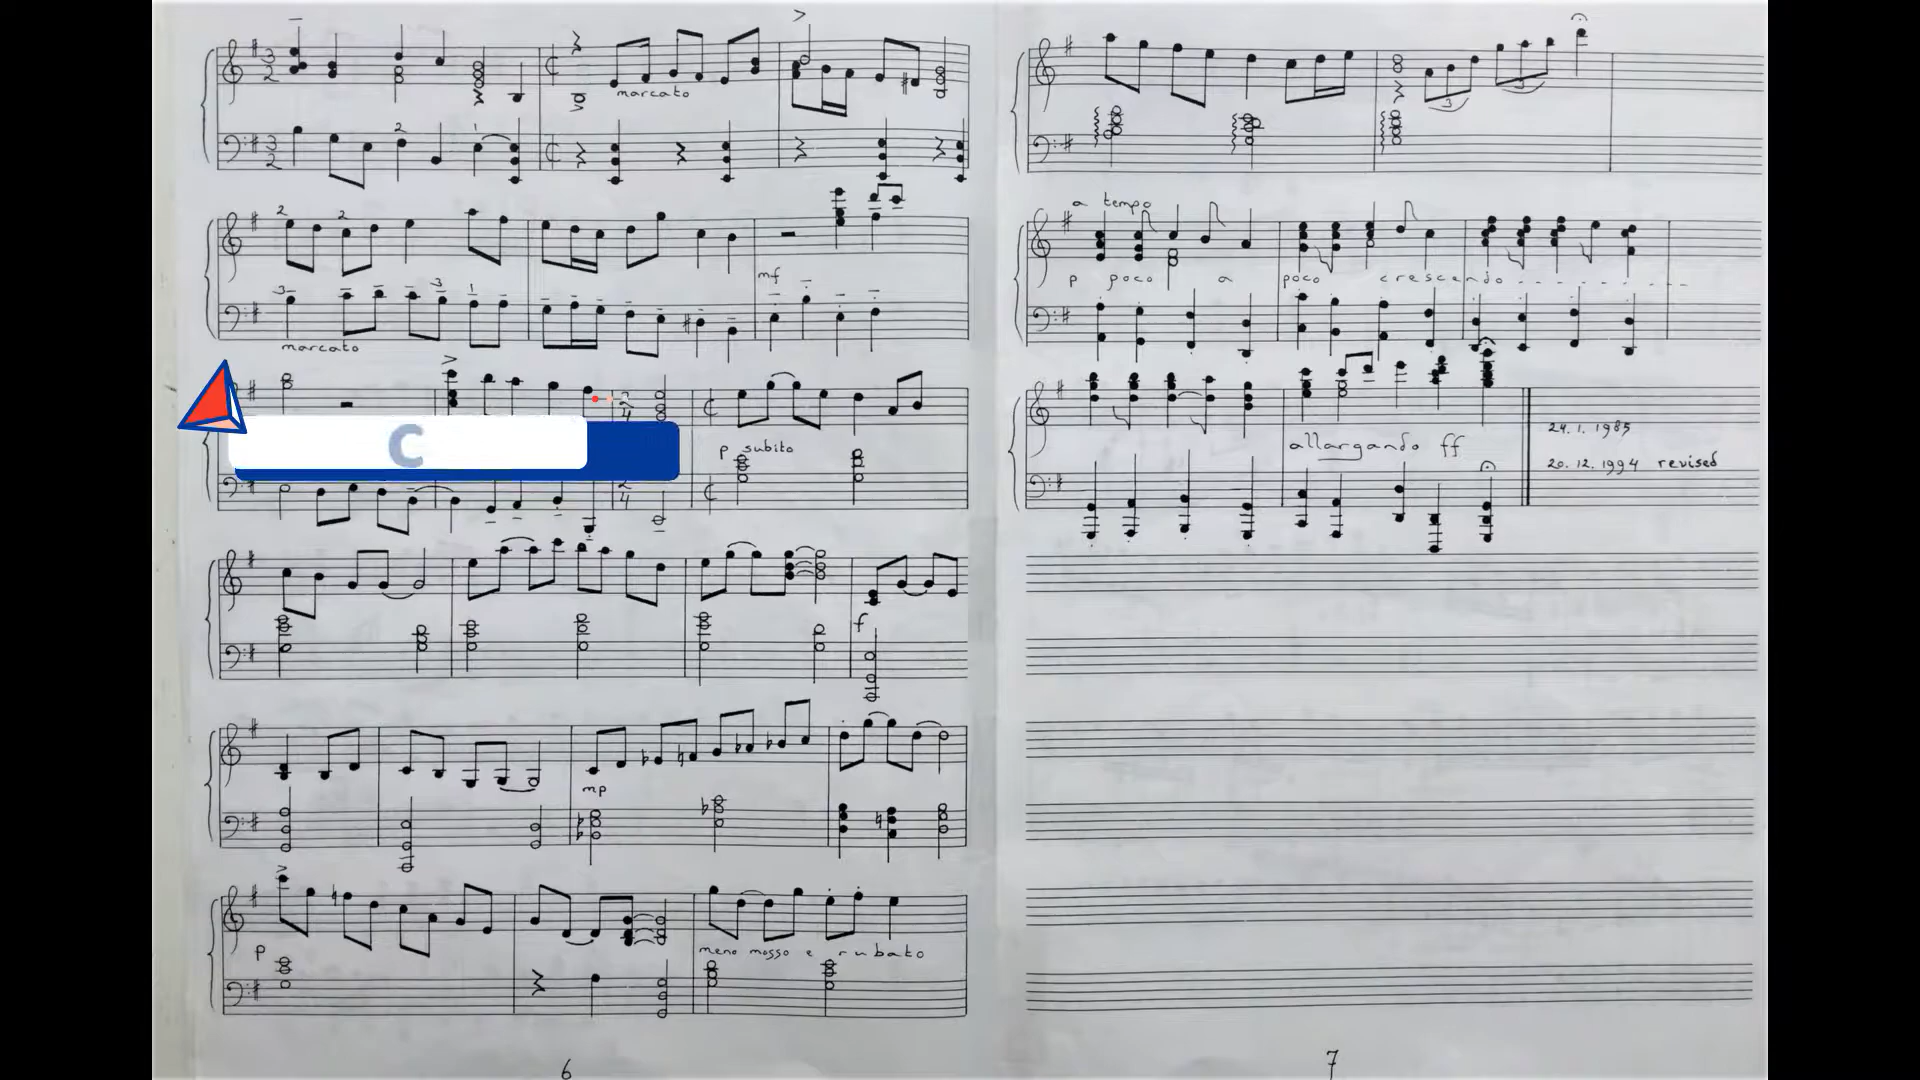 marcato
marcato
mf
C
p subito
f
mp
p
meno mosso e rubato
6
a tempo
p poco a poco crescendo
allargando ff
24.1.1985
20.12.1994 revised
7